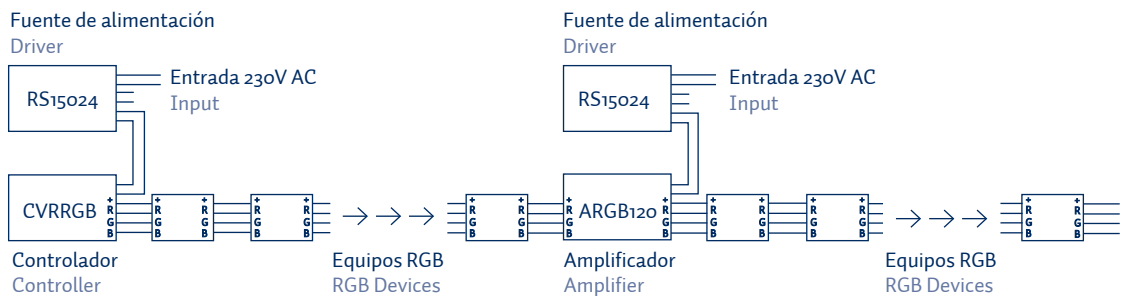 Fuente de alimentación
Driver
RS15024
Entrada 230V AC
Input
Fuente de alimentación
Driver
RS15024
Entrada 230V AC
Input
CVRRGB
+
R
G
B
+
R
G
B
+
R
G
B
+
R
G
B
+
R
G
B
+
R
G
B
+
R
G
B
+
R
G
B
ARGB120
+
R
G
B
+
R
G
B
+
R
G
B
+
R
G
B
+
R
G
B
+
R
G
B
+
R
G
B
Controlador
Controller
Equipos RGB
RGB Devices
Amplificador
Amplifier
Equipos RGB
RGB Devices